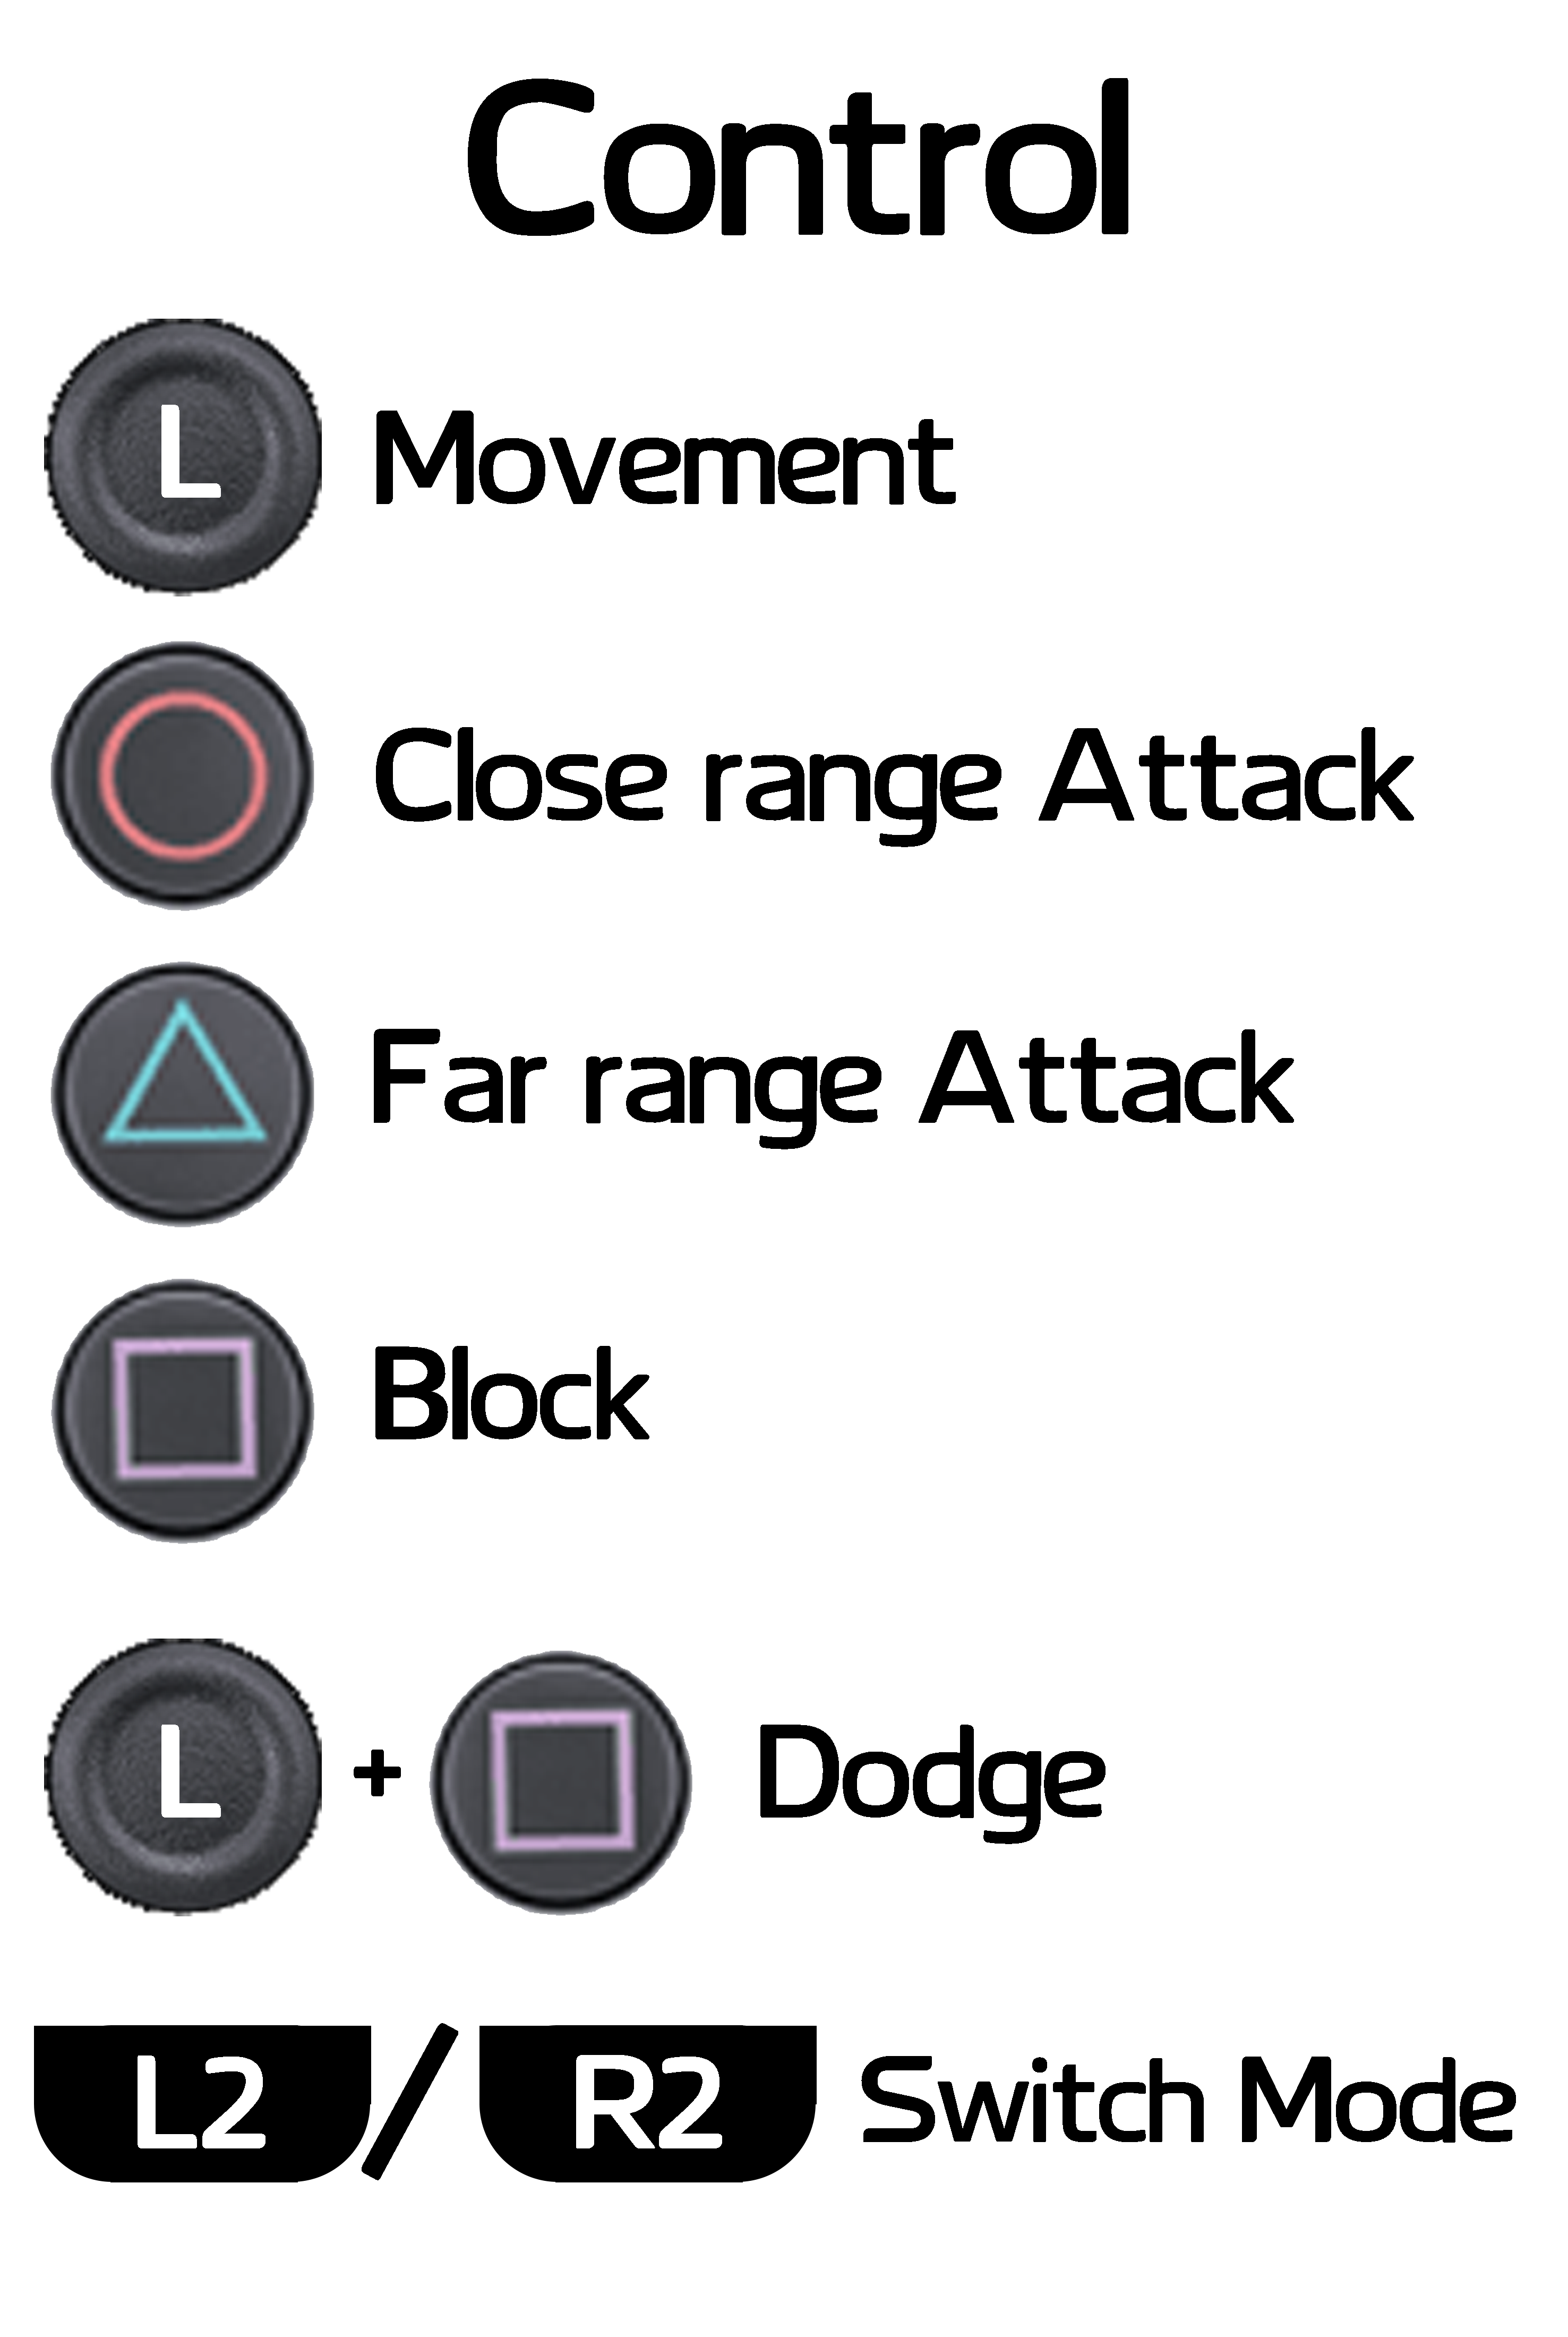 Control
L Movement
Close range Attack
Far range Attack
Block
L + Dodge
L2 / R2 Switch Mode